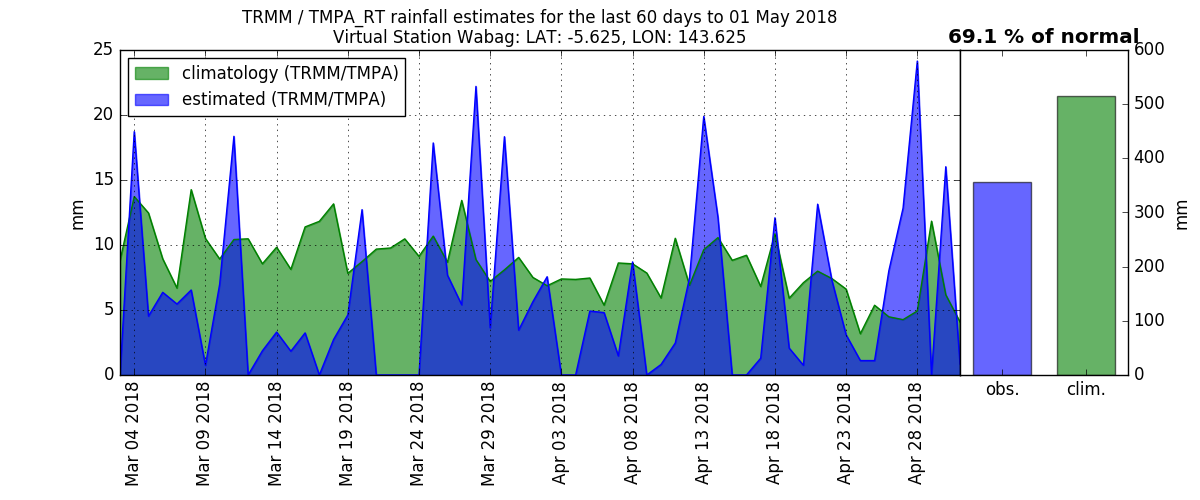 TRMM / TMPA_RT rainfall estimates for the last 60 days to 01 May 2018
Virtual Station Wabag: LAT: -5.625, LON: 143.625
69.1 % of normal
climatology (TRMM/TMPA)
estimated (TRMM/TMPA)
25
20
15
10
5
0
mm
Mar 04 2018
Mar 09 2018
Mar 14 2018
Mar 19 2018
Mar 24 2018
Mar 29 2018
Apr 03 2018
Apr 08 2018
Apr 13 2018
Apr 18 2018
Apr 23 2018
Apr 28 2018
obs.
clim.
600
500
400
300
200
100
0
mm